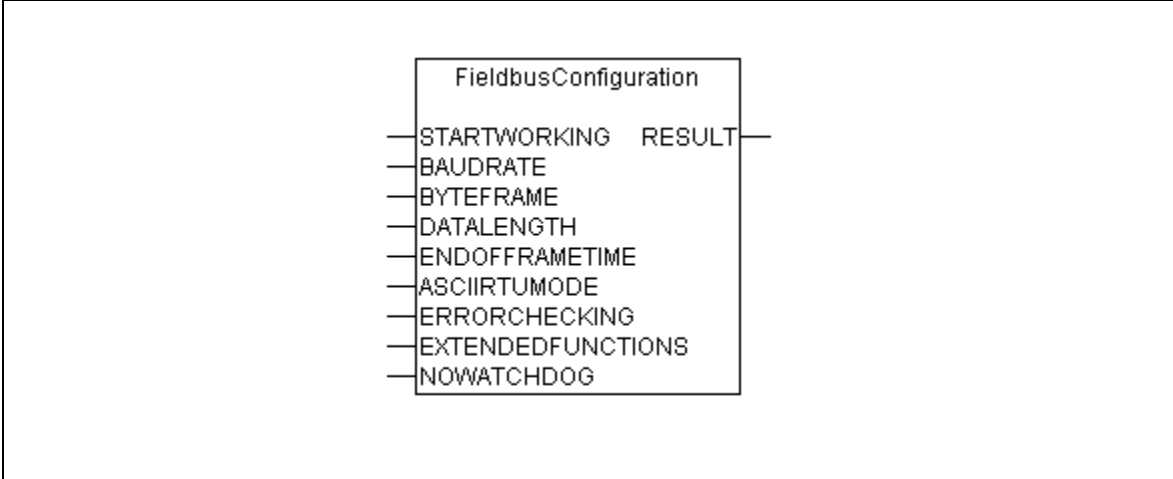 FieldbusConfiguration
STARTWORKING RESULT
BAUDRATE
BYTEFRAME
DATALENGTH
ENDOFFRAMETIME
ASCIIRTUMODE
ERRORCHECKING
EXTENDEDFUNCTIONS
NOWATCHDOG